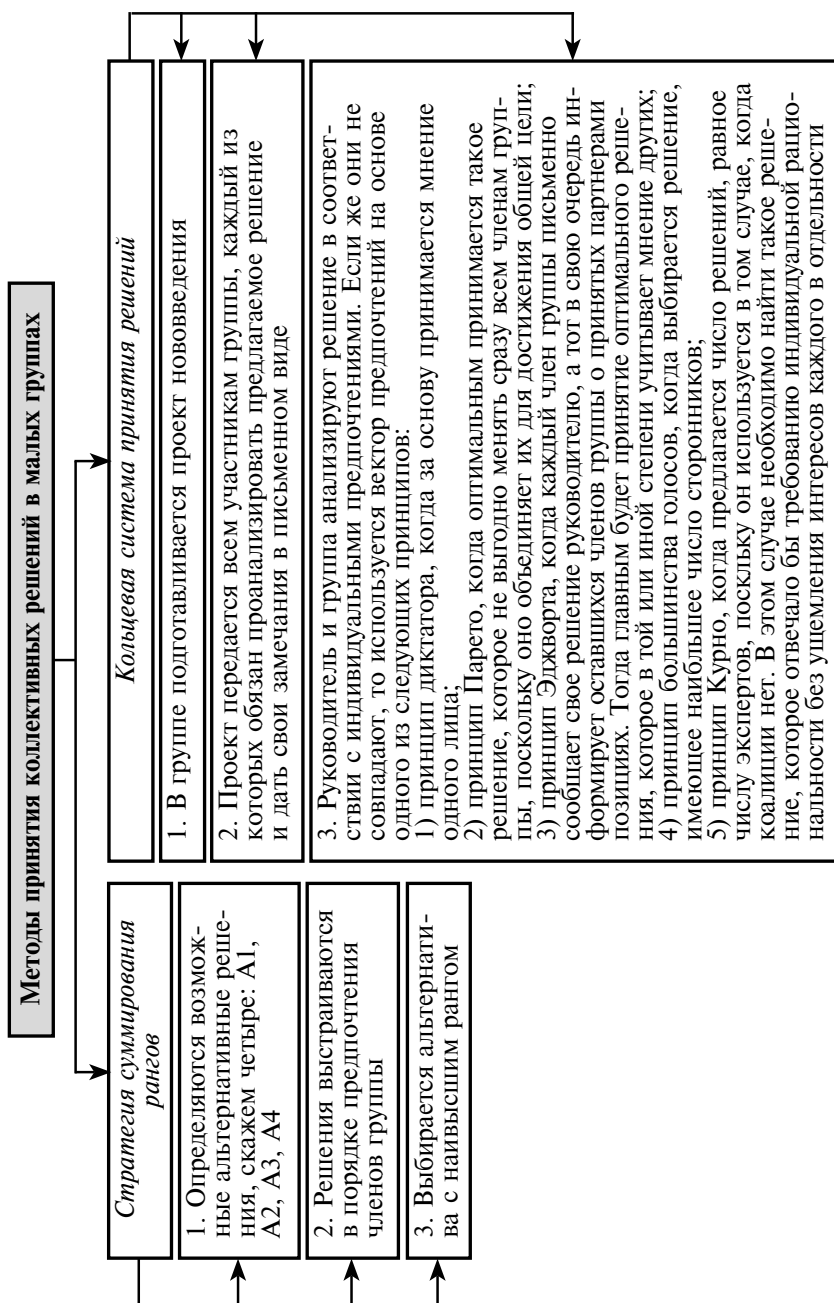 Методы принятия коллективных решений в малых группах
Стратегия суммирования
рангов
1. Определяются возмож-
ные альтернативные реше-
ния, скажем четыре: А1,
А2, А3, А4
2. Решения выстраиваются
в порядке предпочтения
членов группы
3. Выбирается альтернати-
ва с наивысшим рангом
Кольцевая система принятия решений
1. В группе подготавливается проект нововведения
2. Проект передается всем участникам группы, каждый из
которых обязан проанализировать предлагаемое решение
и дать свои замечания в письменном виде
3. Руководитель и группа анализируют решение в соответ-
ствии с индивидуальными предпочтениями. Если же они не
совпадают, то используется вектор предпочтений на основе
одного из следующих принципов:
1) принцип диктатора, когда за основу принимается мнение
одного лица;
2) принцип Парето, когда оптимальным принимается такое
решение, которое не выгодно менять сразу всем членам груп-
пы, поскольку оно объединяет их для достижения общей цели;
3) принцип Эджворта, когда каждый член группы письменно
сообщает свое решение руководителю, а тот в свою очередь ин-
формирует оставшихся членов группы о принятых партнерами
позициях. Тогда главным будет принятие оптимального реше-
ния, которое в той или иной степени учитывает мнение других;
4) принцип большинства голосов, когда выбирается решение,
имеющее наибльшее число сторонников;
5) принцип Курно, когда предлагается число решений, равное
числу экспертов, поскльку он используется в том случае, когда
коалиции нет. В этом случае необходимо найти такое реше-
ние, которое отвечало бы требованию индивидуальной рацио-
нальности без ущемления интересов каждого в отдельности